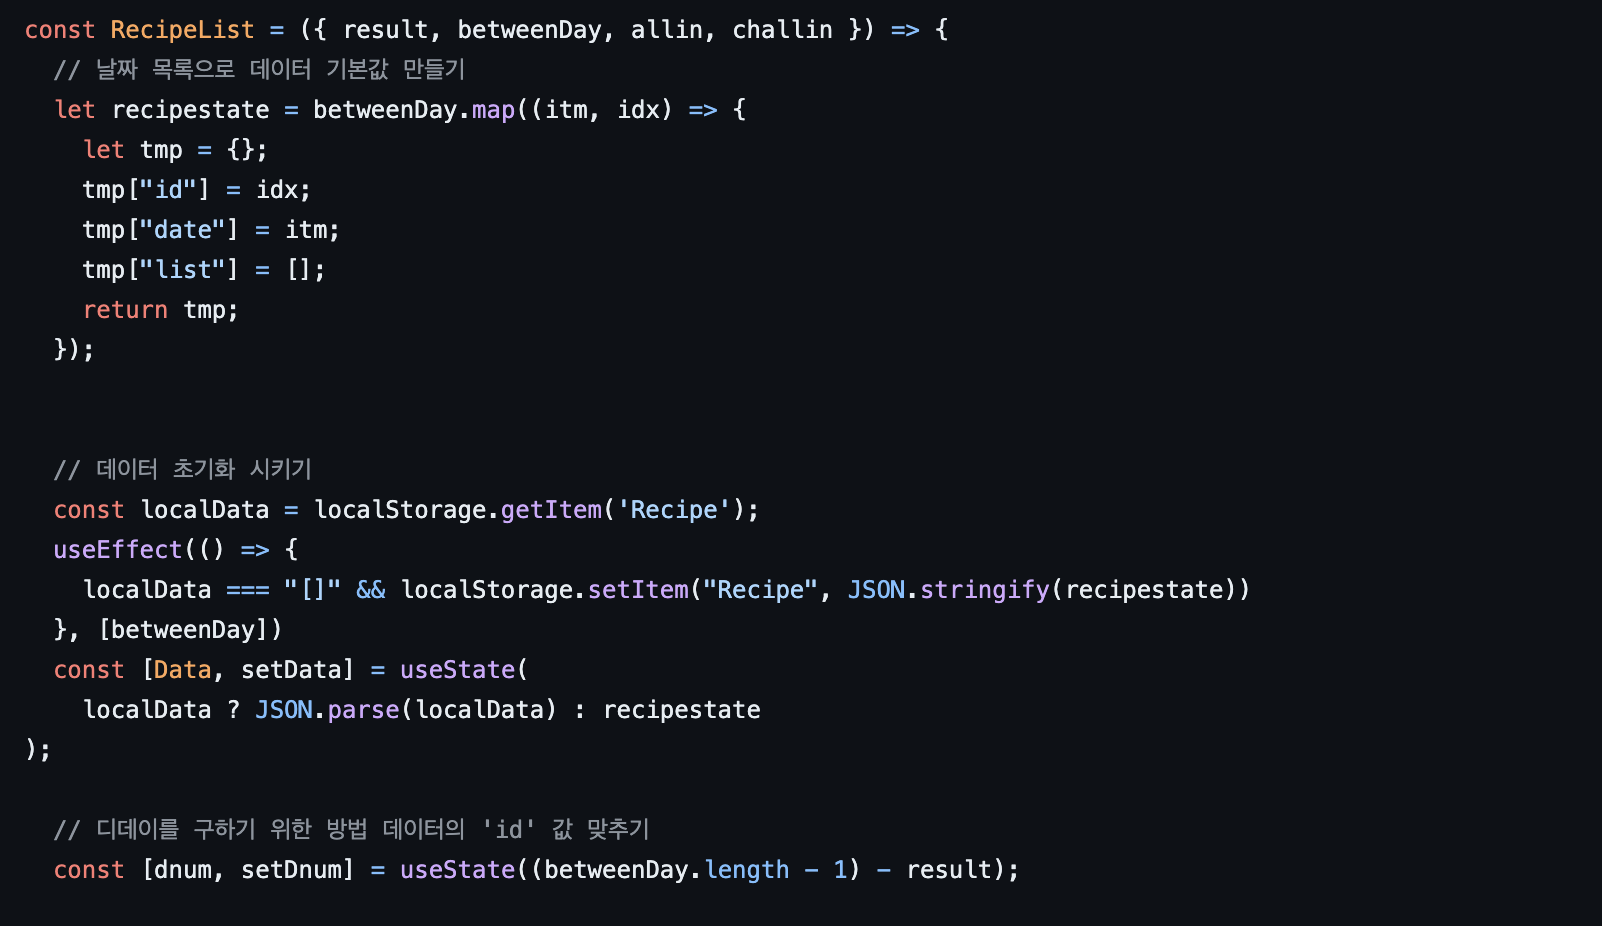 const RecipeList = ({ result, betweenDay, allin, challin }) => {
  // 날짜 목록으로 데이터 기본값 만들기
  let recipestate = betweenDay.map((itm, idx) => {
    let tmp = {};
    tmp["id"] = idx;
    tmp["date"] = itm;
    tmp["list"] = [];
    return tmp;
  });
  // 데이터 초기화 시키기
  const localData = localStorage.getItem('Recipe');
  useEffect(() => {
    localData === "[]" && localStorage.setItem("Recipe", JSON.stringify(recipestate))
  }, [betweenDay])
  const [Data, setData] = useState(
    localData ? JSON.parse(localData) : recipestate
);
  // 디데이를 구하기 위한 방법 데이터의 'id' 값 맞추기
  const [dnum, setDnum] = useState((betweenDay.length - 1) - result);